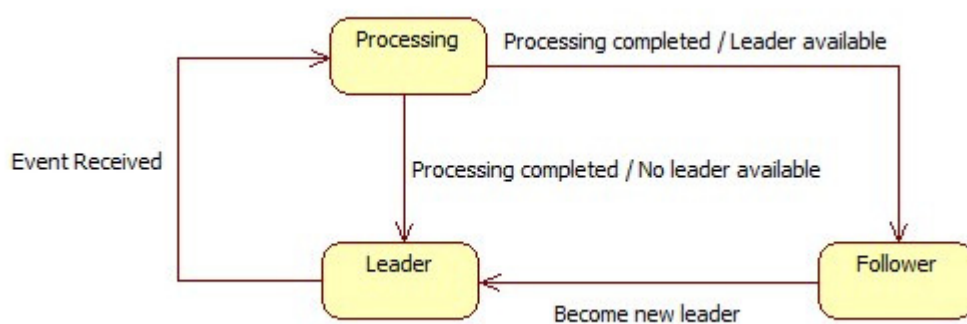 Processing
Processing completed / Leader available
Event Received
Processing completed / No leader available
Leader
Follower
Become new leader